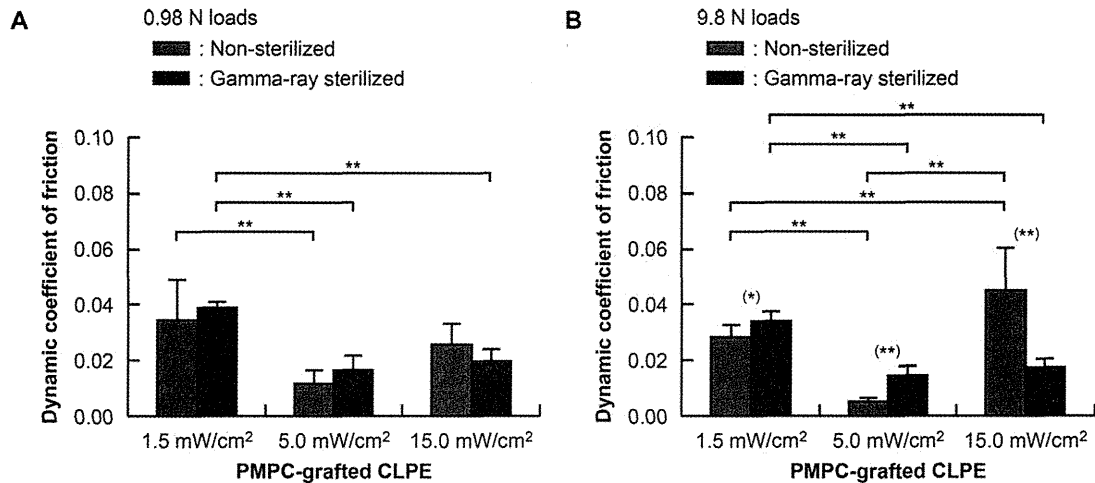 A
0.98 N loads
: Non-sterilized
: Gamma-ray sterilized
Dynamic coefficient of friction
0.10
0.08
0.06
0.04
0.02
0.00
**
**
**
1.5 mW/cm²
5.0 mW/cm²
15.0 mW/cm²
PMPC-grafted CLPE
B
9.8 N loads
: Non-sterilized
: Gamma-ray sterilized
Dynamic coefficient of friction
0.10
0.08
0.06
0.04
0.02
0.00
**
**
**
**
**
(*)
(**)
(**)
1.5 mW/cm²
5.0 mW/cm²
15.0 mW/cm²
PMPC-grafted CLPE